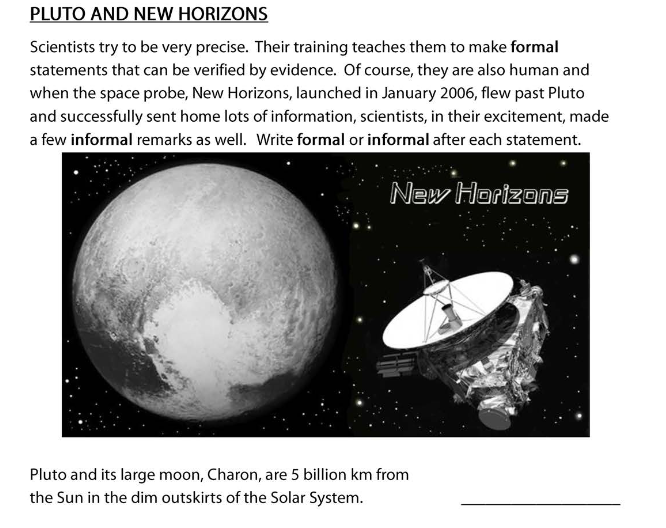 PLUTO AND NEW HORIZONS
Scientists try to be very precise. Their training teaches them to make formal
statements that can be verified by evidence. Of course, they are also human and
when the space probe, New Horizons, launched in January 2006, flew past Pluto
and successfully sent home lots of information, scientists, in their excitement, made
a few informal remarks as well. Write formal or informal after each statement.
New Horizons
Pluto and its large moon, Charon, are 5 billion km from
the Sun in the dim outskirts of the Solar System.